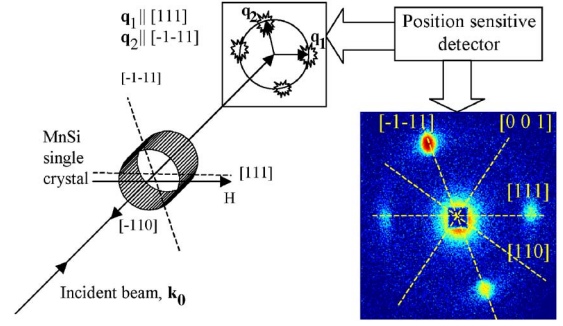 q1|| [111]
q2|| [-1-11]
q2
q1
Position sensitive
detector
[-1-11]
MnSi
single
crystal
[111]
H
[-110]
Incident beam, k0
[-1-11]
[0 0 1]
[111]
[110]